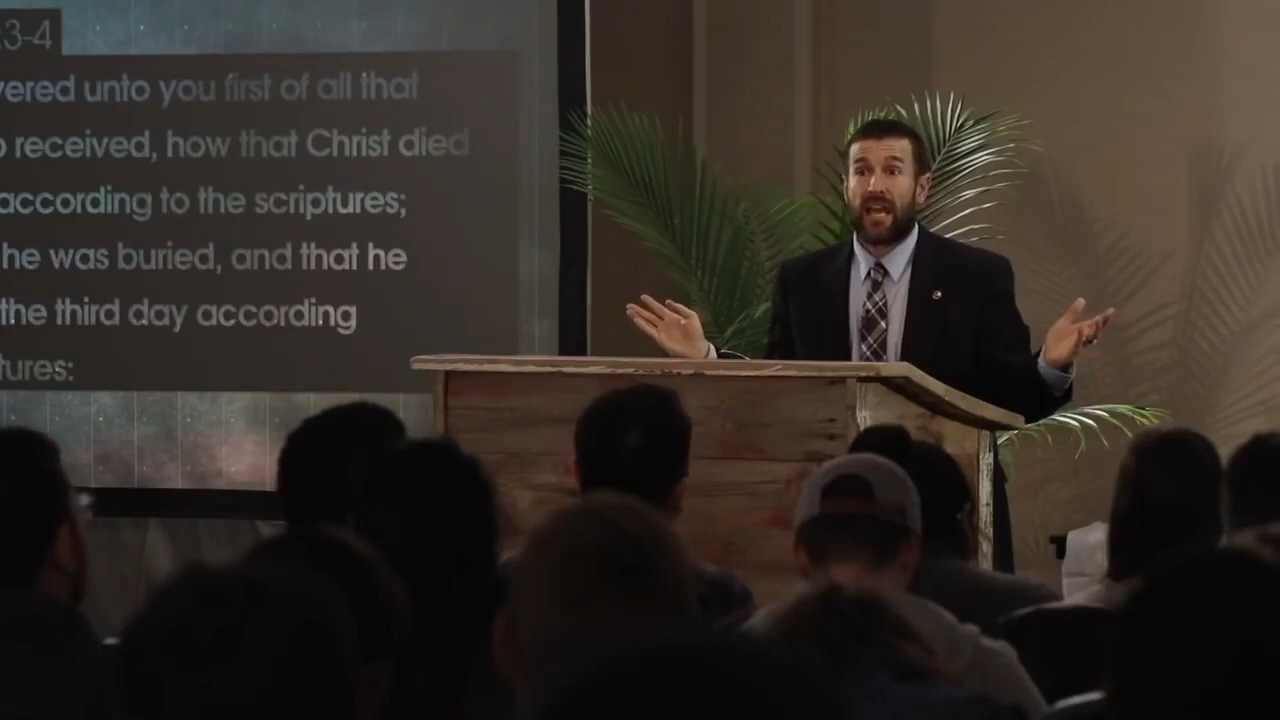 :3-4
vered unto you first of all that
o received, how that Christ died
according to the scriptures;
he was buried, and that he
the third day according
tures: